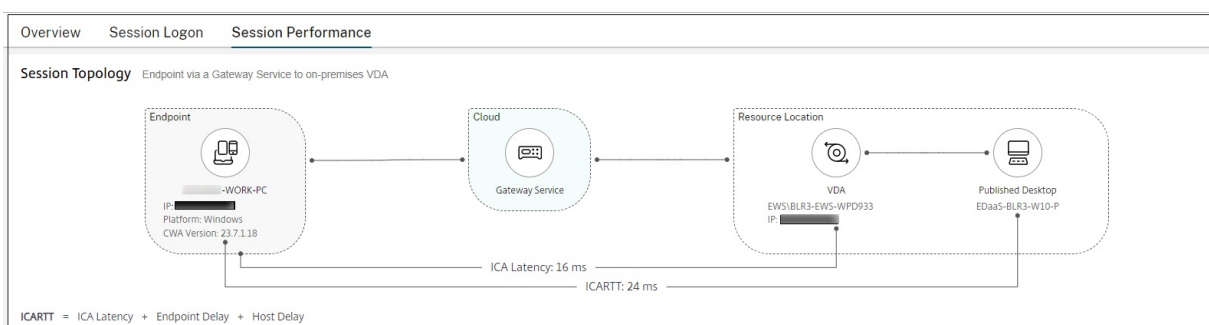 Overview Session Logon Session Performance
Session Topology Endpoint via a Gateway Service to on-premises VDA
Endpoint
-WORK-PC
IP:
Platform: Windows
CWA Version: 23.7.1.18
Cloud
Gateway Service
Resource Location
VDA
EWS\BLR3-EWS-WPD933
IP:
Published Desktop
EDaaS-BLR3-W10-P
ICA Latency: 16 ms
ICARTT: 24 ms
ICARTT = ICA Latency + Endpoint Delay + Host Delay